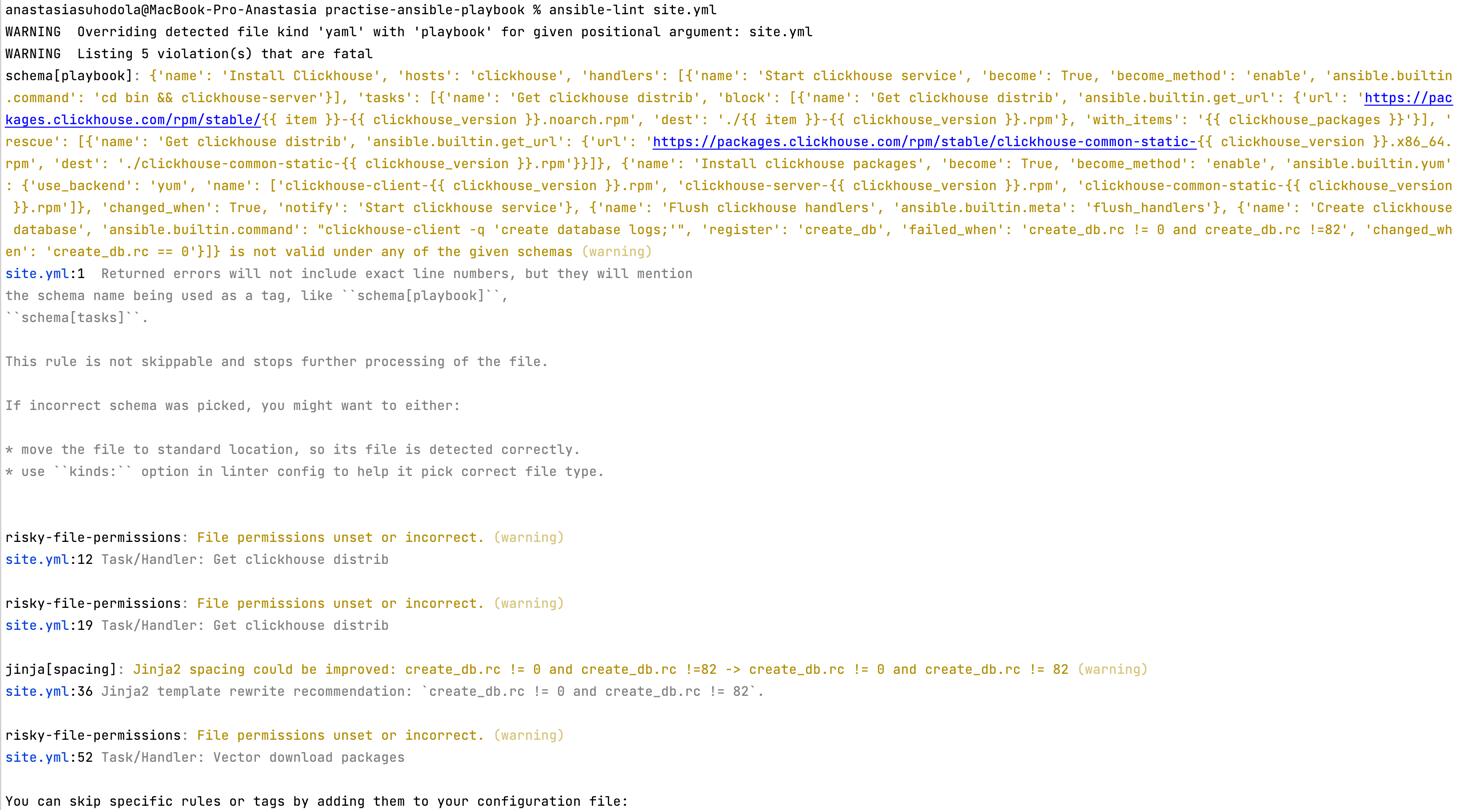 anastasiasuhodola@MacBook-Pro-Anastasia practise-ansible-playbook % ansible-lint site.yml
WARNING  Overriding detected file kind 'yaml' with 'playbook' for given positional argument: site.yml
WARNING  Listing 5 violation(s) that are fatal
schema[playbook]: {'name': 'Install Clickhouse', 'hosts': 'clickhouse', 'handlers': [{'name': 'Start clickhouse service', 'become': True, 'become_method': 'enable', 'ansible.builtin
.command': 'cd bin && clickhouse-server'}], 'tasks': [{'name': 'Get clickhouse distrib', 'block': [{'name': 'Get clickhouse distrib', 'ansible.builtin.get_url': {'url': 'https://pac
kages.clickhouse.com/rpm/stable/{{ item }}-{{ clickhouse_version }}.noarch.rpm', 'dest': './{{ item }}-{{ clickhouse_version }}.rpm'}, 'with_items': '{{ clickhouse_packages }}'}], '
rescue': [{'name': 'Get clickhouse distrib', 'ansible.builtin.get_url': {'url': 'https://packages.clickhouse.com/rpm/stable/clickhouse-common-static-{{ clickhouse_version }}.x86_64.
rpm', 'dest': './clickhouse-common-static-{{ clickhouse_version }}.rpm'}}]}, {'name': 'Install clickhouse packages', 'become': True, 'become_method': 'enable', 'ansible.builtin.yum'
: {'use_backend': 'yum', 'name': ['clickhouse-client-{{ clickhouse_version }}.rpm', 'clickhouse-server-{{ clickhouse_version }}.rpm', 'clickhouse-common-static-{{ clickhouse_version
 }}.rpm']}, 'changed_when': True, 'notify': 'Start clickhouse service'}, {'name': 'Flush clickhouse handlers', 'ansible.builtin.meta': 'flush_handlers'}, {'name': 'Create clickhouse
 database', 'ansible.builtin.command': "clickhouse-client -q 'create database logs;'", 'register': 'create_db', 'failed_when': 'create_db.rc != 0 and create_db.rc !=82', 'changed_wh
en': 'create_db.rc == 0'}]} is not valid under any of the given schemas (warning)
site.yml:1  Returned errors will not include exact line numbers, but they will mention
the schema name being used as a tag, like ``schema[playbook]``,
``schema[tasks]``.
This rule is not skippable and stops further processing of the file.
If incorrect schema was picked, you might want to either:
* move the file to standard location, so its file is detected correctly.
* use ``kinds:`` option in linter config to help it pick correct file type.
risky-file-permissions: File permissions unset or incorrect. (warning)
site.yml:12 Task/Handler: Get clickhouse distrib
risky-file-permissions: File permissions unset or incorrect. (warning)
site.yml:19 Task/Handler: Get clickhouse distrib
jinja[spacing]: Jinja2 spacing could be improved: create_db.rc != 0 and create_db.rc !=82 -> create_db.rc != 0 and create_db.rc != 82 (warning)
site.yml:36 Jinja2 template rewrite recommendation: `create_db.rc != 0 and create_db.rc != 82`.
risky-file-permissions: File permissions unset or incorrect. (warning)
site.yml:52 Task/Handler: Vector download packages
You can skip specific rules or tags by adding them to your configuration file: